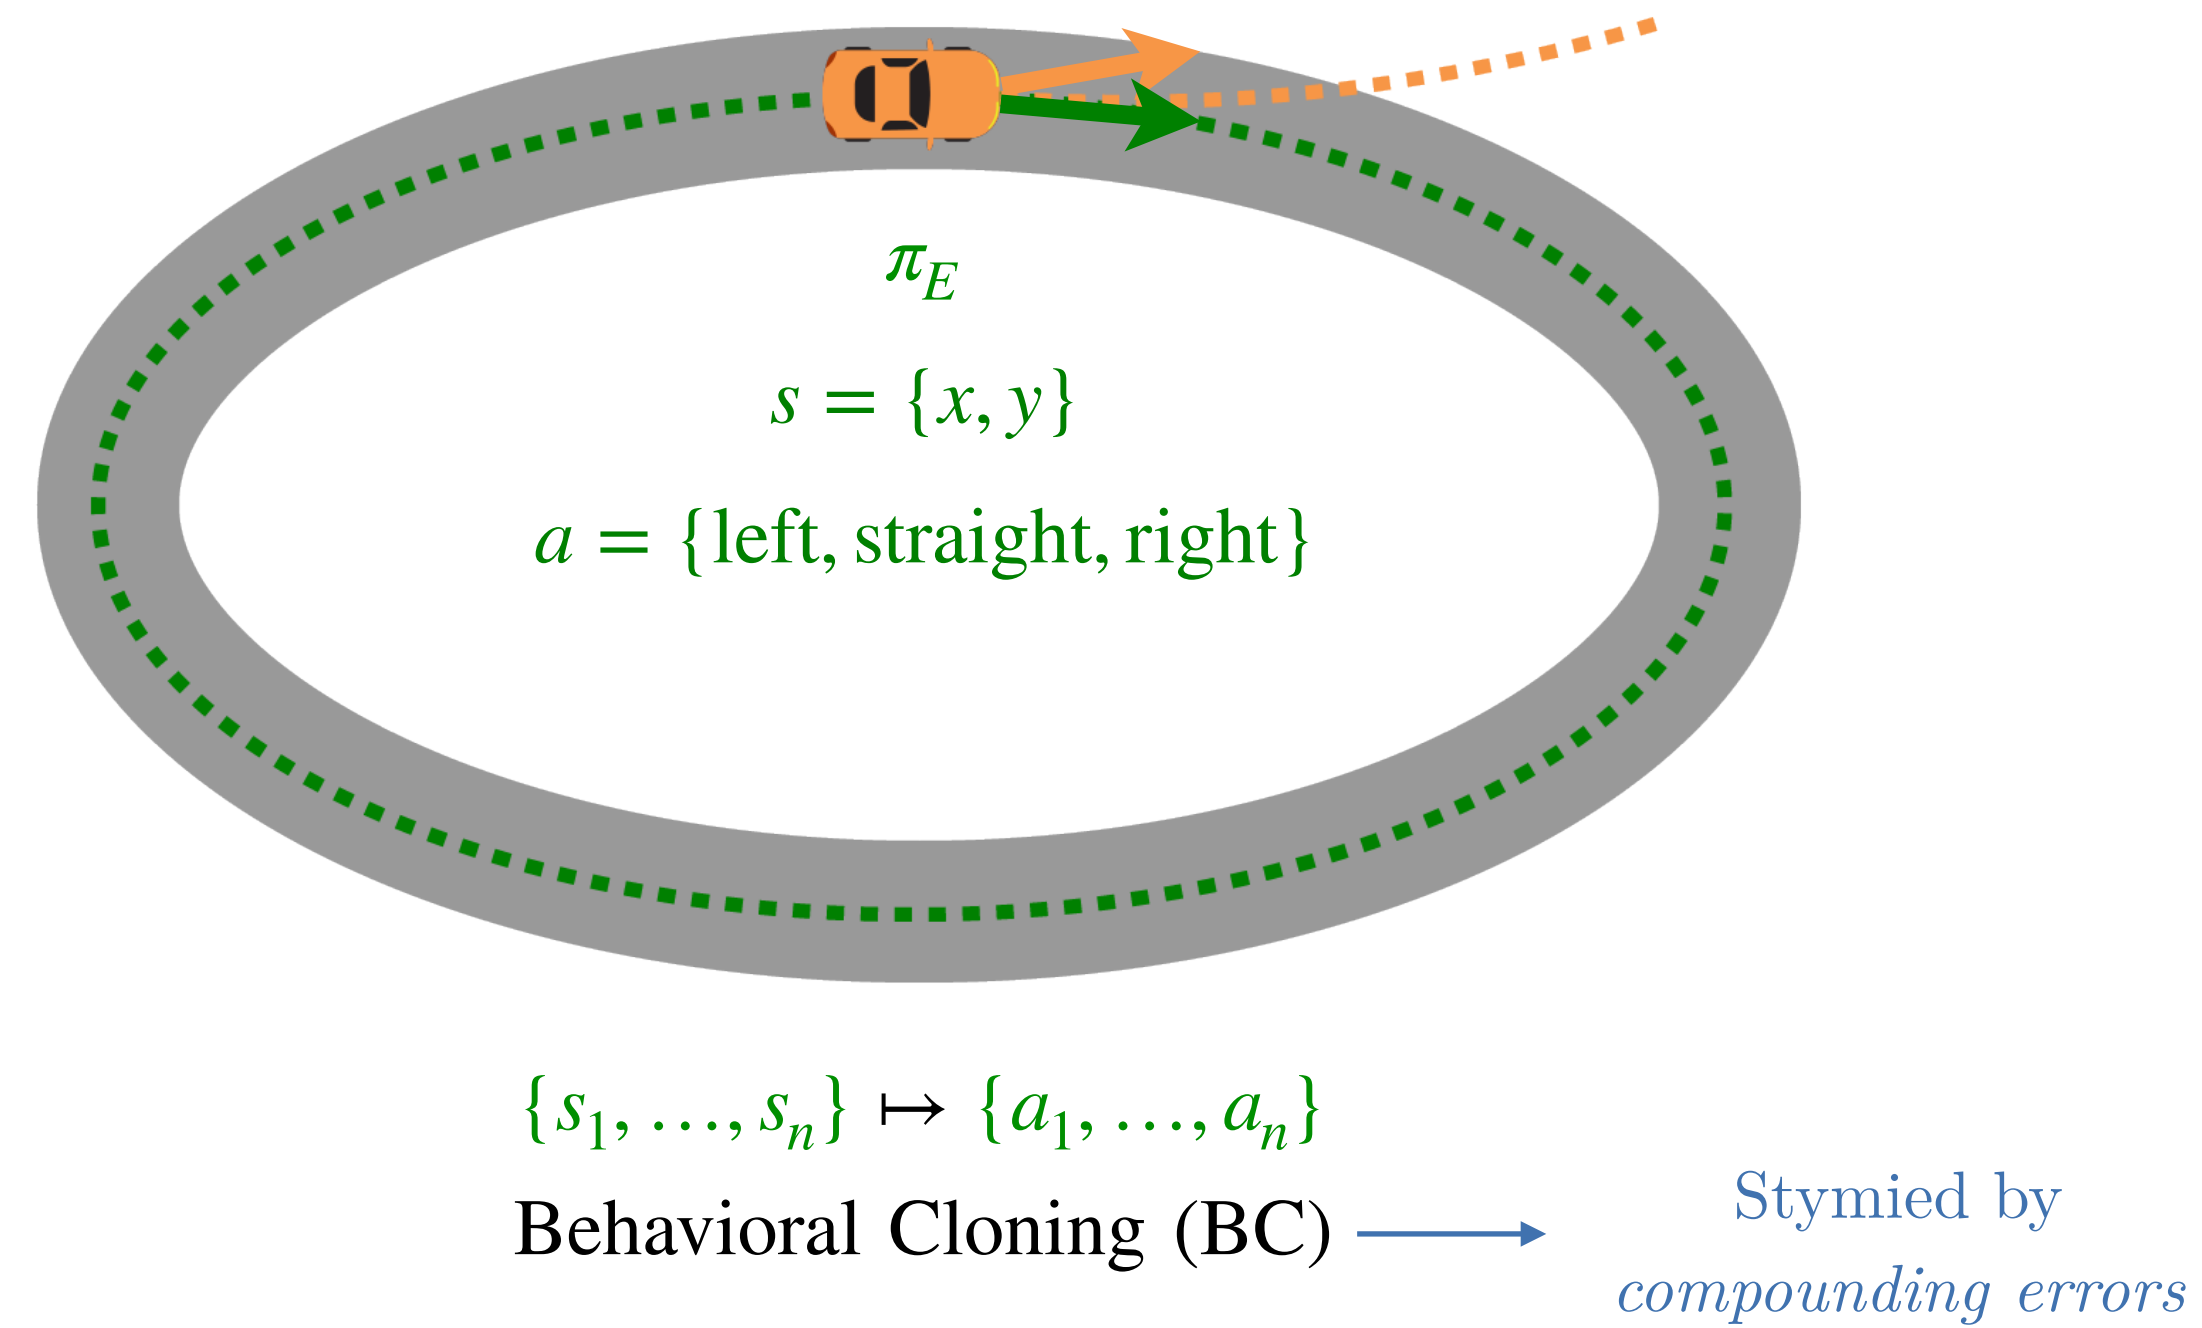 π_E
s = {x, y}
a = {left, straight, right}
{s_1, …, s_n} ↦ {a_1, …, a_n}
Behavioral Cloning (BC)
Stymied by
compounding errors